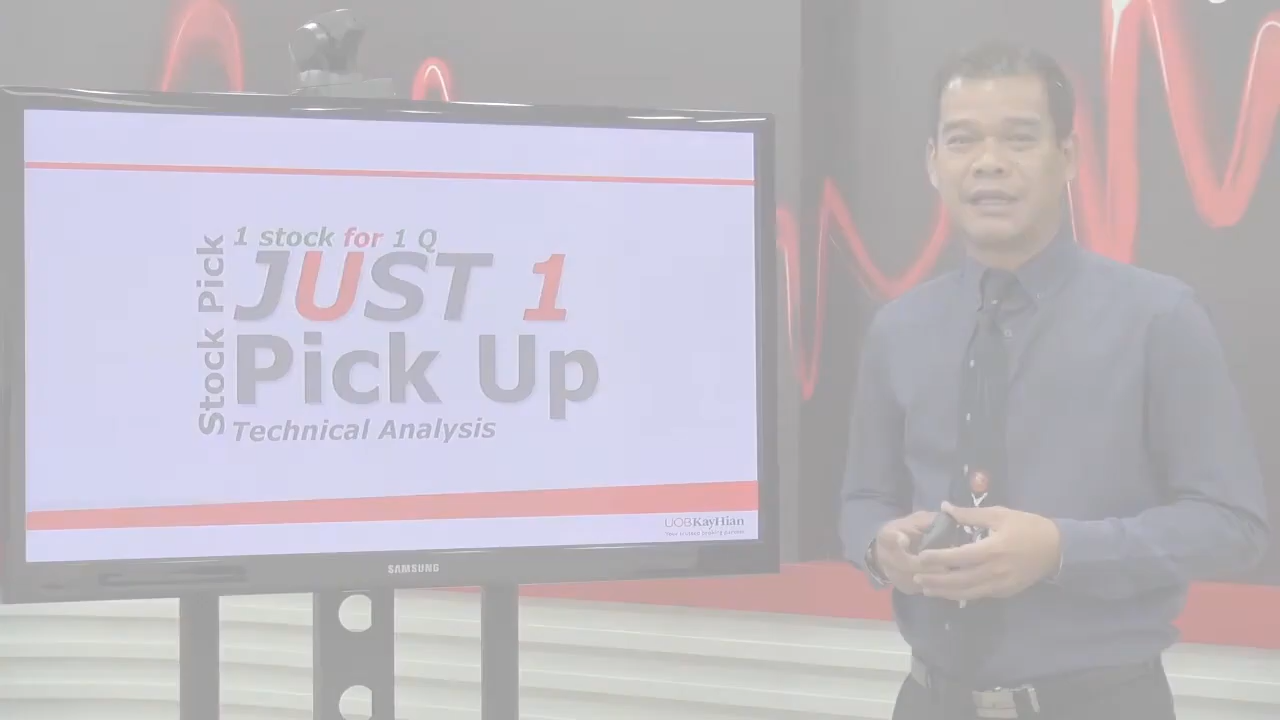 Stock Pick
1 stock for 1 Q
JUST 1
Pick Up
Technical Analysis
UOBKayHian
SAMSUNG